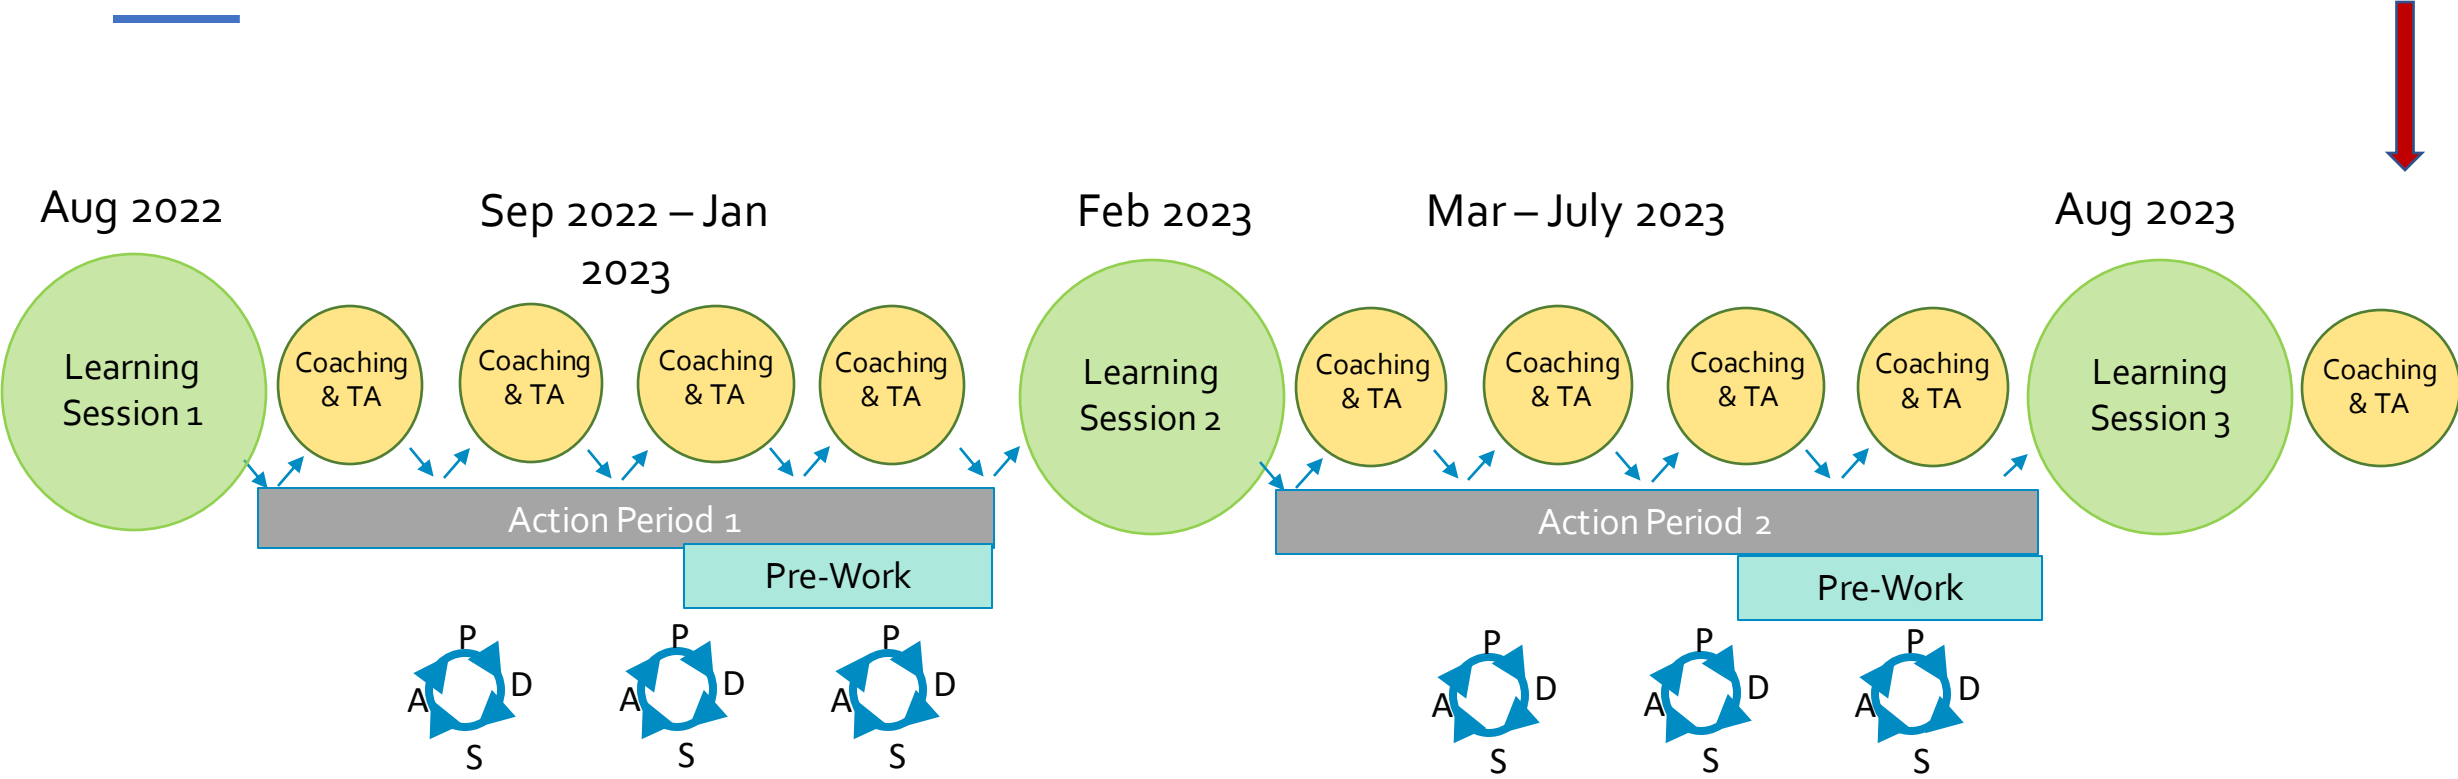 Aug 2022
Sep 2022 – Jan
2023
Feb 2023
Mar – July 2023
Aug 2023
Learning
Session 1
Coaching
& TA
Coaching
& TA
Coaching
& TA
Coaching
& TA
Learning
Session 2
Coaching
& TA
Coaching
& TA
Coaching
& TA
Coaching
& TA
Learning
Session 3
Coaching
& TA
Action Period 1
Action Period 2
Pre-Work
Pre-Work
P
D
S
A
P
D
S
A
P
D
S
A
P
D
S
A
P
D
S
A
P
D
S
A